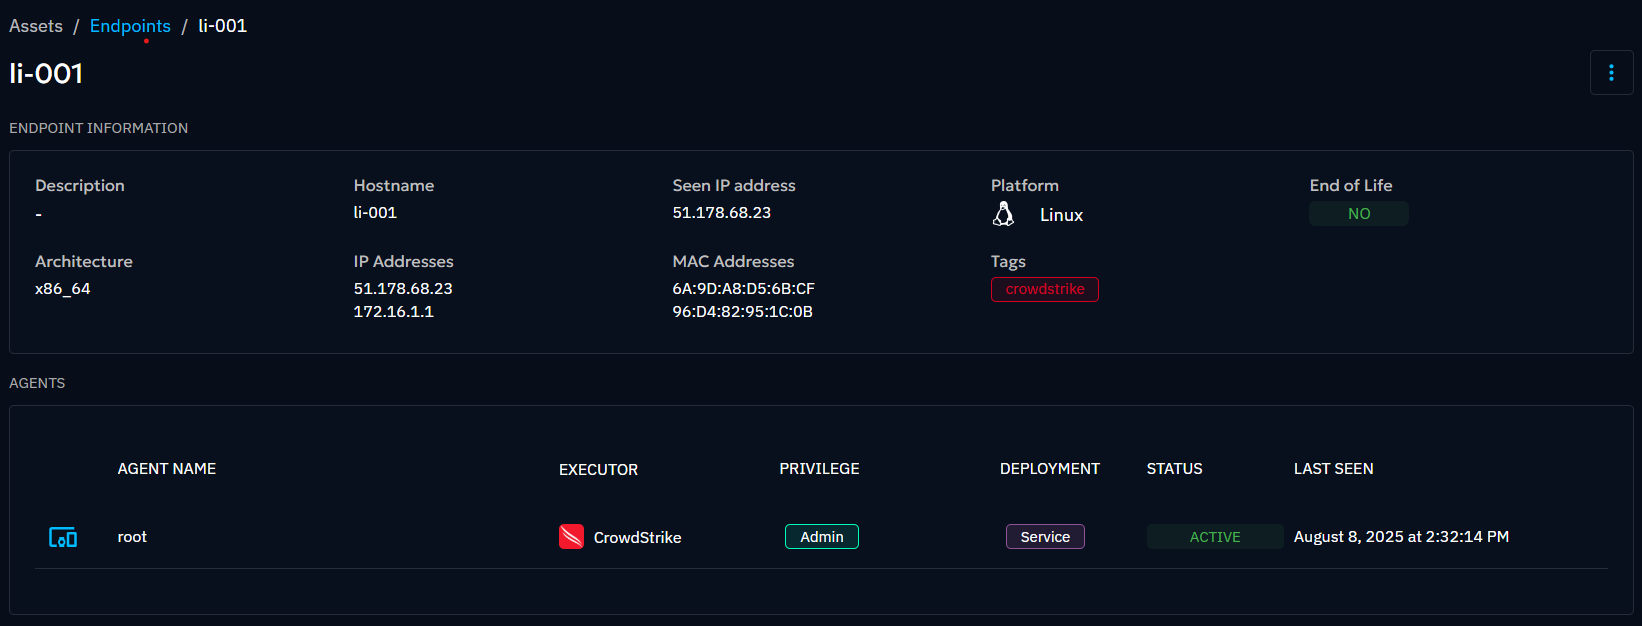 Assets / Endpoints / li-001
li-001
ENDPOINT INFORMATION
Description Hostname Seen IP address Platform End of Life
- li-001 51.178.68.23 Linux NO
Architecture IP Addresses MAC Addresses Tags
x86_64 51.178.68.23 6A:9D:A8:D5:6B:CF crowdstrike
172.16.1.1 96:D4:82:95:1C:0B
AGENTS
AGENT NAME EXECUTOR PRIVILEGE DEPLOYMENT STATUS LAST SEEN
root CrowdStrike Admin Service ACTIVE August 8, 2025 at 2:32:14 PM